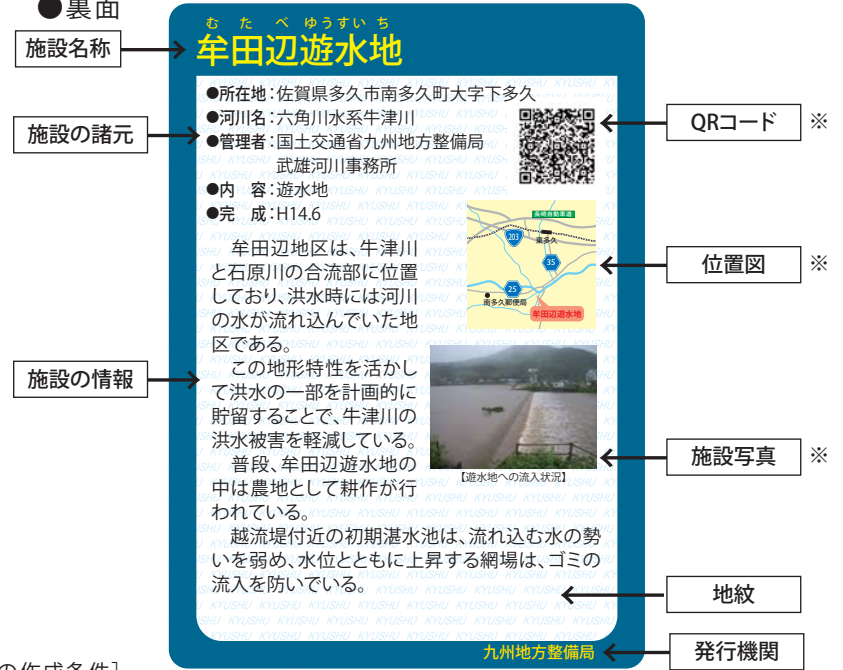 ●裏面
むたべゆうすいち
施設名称
牟田辺遊水地
●所在地:佐賀県多久市南多久町大字下多久
●河川名:六角川水系牛津川
QRコード ※
施設の諸元
●管理者:国土交通省九州地方整備局
武雄河川事務所
●内 容:遊水地
●完 成:H14.6
長崎自動車道
203
東多久
35
位置図 ※
25
南多久郵便局
牟田辺遊水地
牟田辺地区は、牛津川
と石原川の合流部に位置
しており、洪水時には河川
の水が流れ込んでいた地
区である。
施設の情報
この地形特性を活かし
て洪水の一部を計画的に
貯留することで、牛津川の
洪水被害を軽減している。
普段、牟田辺遊水地の
中は農地として耕作が行
われている。
施設写真 ※
【遊水地への流入状況】
越流堤付近の初期湛水池は、流れ込む水の勢
いを弱め、水位とともに上昇する網場は、ゴミの
流入を防いでいる。
地紋
KYUSHU KYUSHU KYUSHU KYUSHU KYUSHU KYUSHU
九州地方整備局
発行機関
の作成条件]